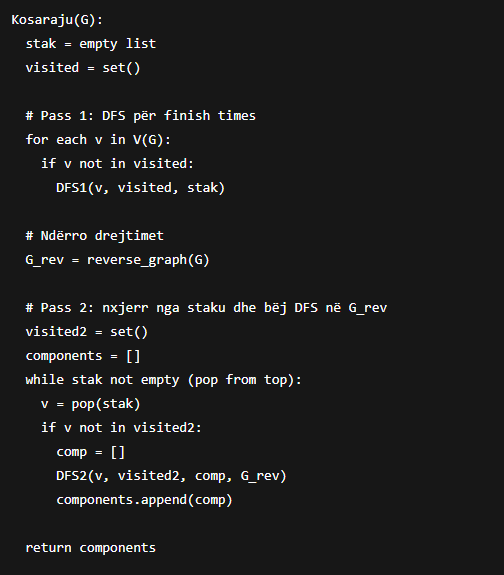 Kosaraju(G):
  stak = empty list
  visited = set()

  # Pass 1: DFS për finish times
  for each v in V(G):
    if v not in visited:
      DFS1(v, visited, stak)

  # Ndërro drejtimet
  G_rev = reverse_graph(G)

  # Pass 2: nxjerr nga staku dhe bëj DFS në G_rev
  visited2 = set()
  components = []
  while stak not empty (pop from top):
    v = pop(stak)
    if v not in visited2:
      comp = []
      DFS2(v, visited2, comp, G_rev)
      components.append(comp)

  return components